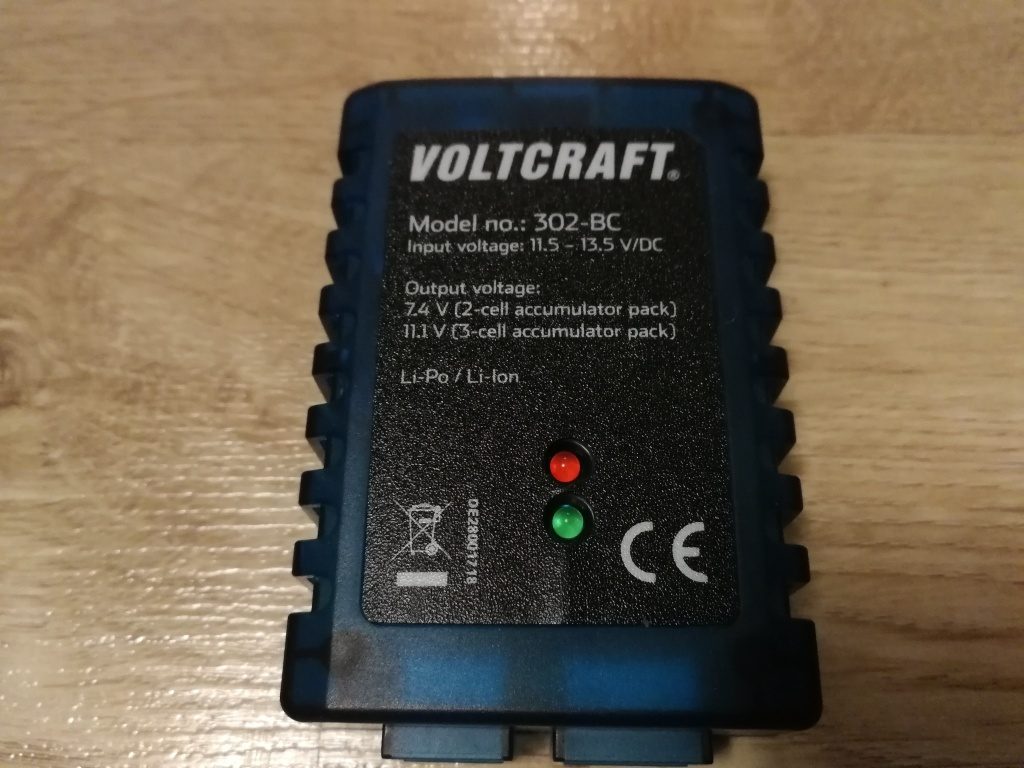 VOLTCRAFT®
Model no.: 302-BC
Input voltage: 11.5 – 13.5 V/DC
Output voltage:
7.4 V (2-cell accumulator pack)
11.1 V (3-cell accumulator pack)
Li-Po / Li-Ion
CE